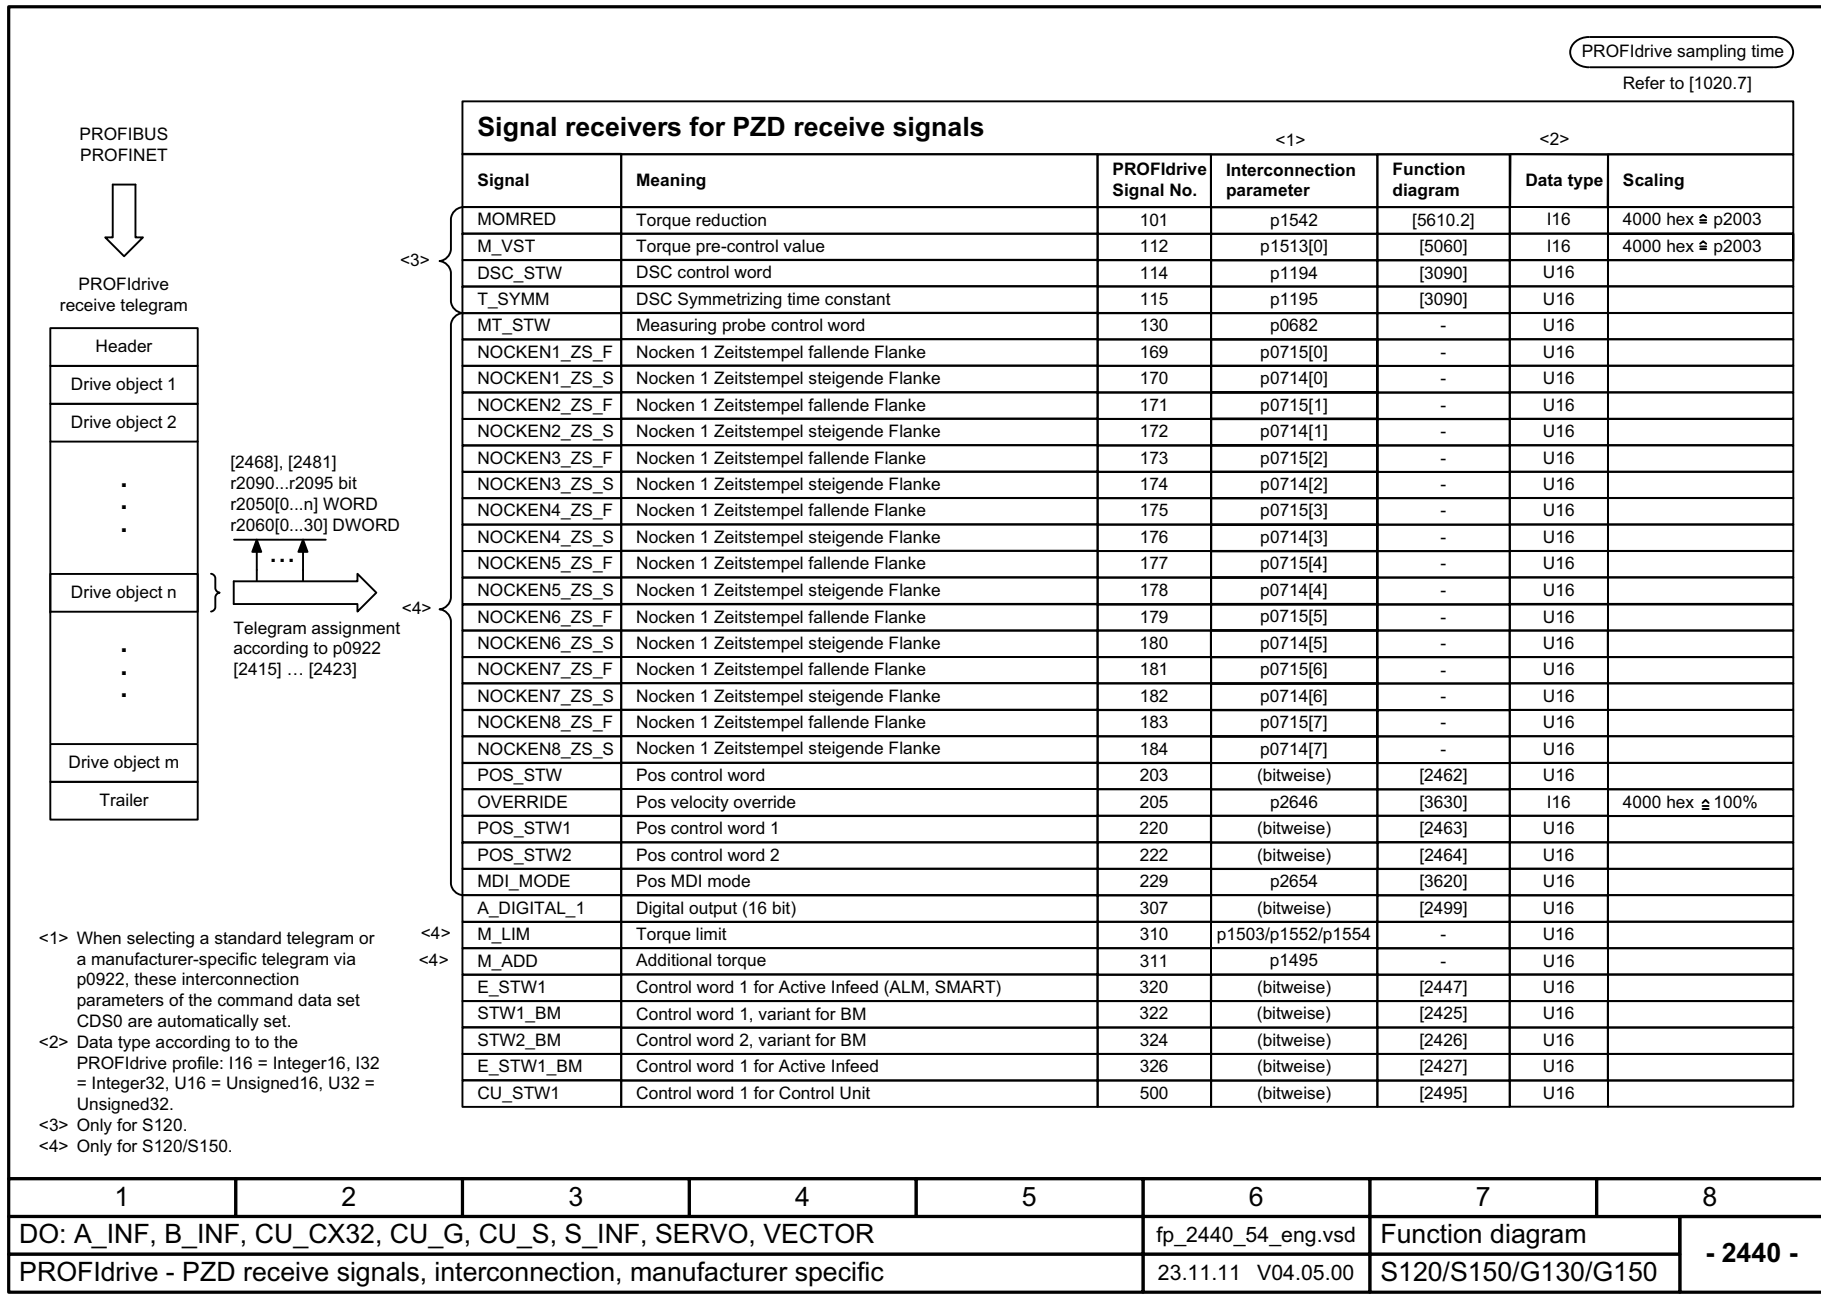 PROFIdrive sampling time
Refer to [1020.7]
PROFIBUS
PROFINET
PROFIdrive
receive telegram
Header
Drive object 1
Drive object 2
.
.
.
Drive object n
.
.
.
Drive object m
Trailer
[2468], [2481]
r2090...r2095 bit
r2050[0...n] WORD
r2060[0...30] DWORD
...
Telegram assignment
according to p0922
[2415] … [2423]
Signal receivers for PZD receive signals <1> <2>
Signal Meaning PROFIdrive Signal No. Interconnection parameter Function diagram Data type Scaling
<3>
MOMRED Torque reduction 101 p1542 [5610.2] I16 4000 hex ≙ p2003
M_VST Torque pre-control value 112 p1513[0] [5060] I16 4000 hex ≙ p2003
DSC_STW DSC control word 114 p1194 [3090] U16
T_SYMM DSC Symmetrizing time constant 115 p1195 [3090] U16
<4>
MT_STW Measuring probe control word 130 p0682 - U16
NOCKEN1_ZS_F Nocken 1 Zeitstempel fallende Flanke 169 p0715[0] - U16
NOCKEN1_ZS_S Nocken 1 Zeitstempel steigende Flanke 170 p0714[0] - U16
NOCKEN2_ZS_F Nocken 1 Zeitstempel fallende Flanke 171 p0715[1] - U16
NOCKEN2_ZS_S Nocken 1 Zeitstempel steigende Flanke 172 p0714[1] - U16
NOCKEN3_ZS_F Nocken 1 Zeitstempel fallende Flanke 173 p0715[2] - U16
NOCKEN3_ZS_S Nocken 1 Zeitstempel steigende Flanke 174 p0714[2] - U16
NOCKEN4_ZS_F Nocken 1 Zeitstempel fallende Flanke 175 p0715[3] - U16
NOCKEN4_ZS_S Nocken 1 Zeitstempel steigende Flanke 176 p0714[3] - U16
NOCKEN5_ZS_F Nocken 1 Zeitstempel fallende Flanke 177 p0715[4] - U16
NOCKEN5_ZS_S Nocken 1 Zeitstempel steigende Flanke 178 p0714[4] - U16
NOCKEN6_ZS_F Nocken 1 Zeitstempel fallende Flanke 179 p0715[5] - U16
NOCKEN6_ZS_S Nocken 1 Zeitstempel steigende Flanke 180 p0714[5] - U16
NOCKEN7_ZS_F Nocken 1 Zeitstempel fallende Flanke 181 p0715[6] - U16
NOCKEN7_ZS_S Nocken 1 Zeitstempel steigende Flanke 182 p0714[6] - U16
NOCKEN8_ZS_F Nocken 1 Zeitstempel fallende Flanke 183 p0715[7] - U16
NOCKEN8_ZS_S Nocken 1 Zeitstempel steigende Flanke 184 p0714[7] - U16
POS_STW Pos control word 203 (bitweise) [2462] U16
OVERRIDE Pos velocity override 205 p2646 [3630] I16 4000 hex ≙ 100%
POS_STW1 Pos control word 1 220 (bitweise) [2463] U16
POS_STW2 Pos control word 2 222 (bitweise) [2464] U16
MDI_MODE Pos MDI mode 229 p2654 [3620] U16
A_DIGITAL_1 Digital output (16 bit) 307 (bitweise) [2499] U16
<4> M_LIM Torque limit 310 p1503/p1552/p1554 - U16
<4> M_ADD Additional torque 311 p1495 - U16
E_STW1 Control word 1 for Active Infeed (ALM, SMART) 320 (bitweise) [2447] U16
STW1_BM Control word 1, variant for BM 322 (bitweise) [2425] U16
STW2_BM Control word 2, variant for BM 324 (bitweise) [2426] U16
E_STW1_BM Control word 1 for Active Infeed 326 (bitweise) [2427] U16
CU_STW1 Control word 1 for Control Unit 500 (bitweise) [2495] U16
<1> When selecting a standard telegram or
a manufacturer-specific telegram via
p0922, these interconnection
parameters of the command data set
CDS0 are automatically set.
<2> Data type according to to the
PROFIdrive profile: I16 = Integer16, I32
= Integer32, U16 = Unsigned16, U32 =
Unsigned32.
<3> Only for S120.
<4> Only for S120/S150.
1 2 3 4 5 6 7 8
DO: A_INF, B_INF, CU_CX32, CU_G, CU_S, S_INF, SERVO, VECTOR fp_2440_54_eng.vsd Function diagram
- 2440 -
PROFIdrive - PZD receive signals, interconnection, manufacturer specific 23.11.11 V04.05.00 S120/S150/G130/G150